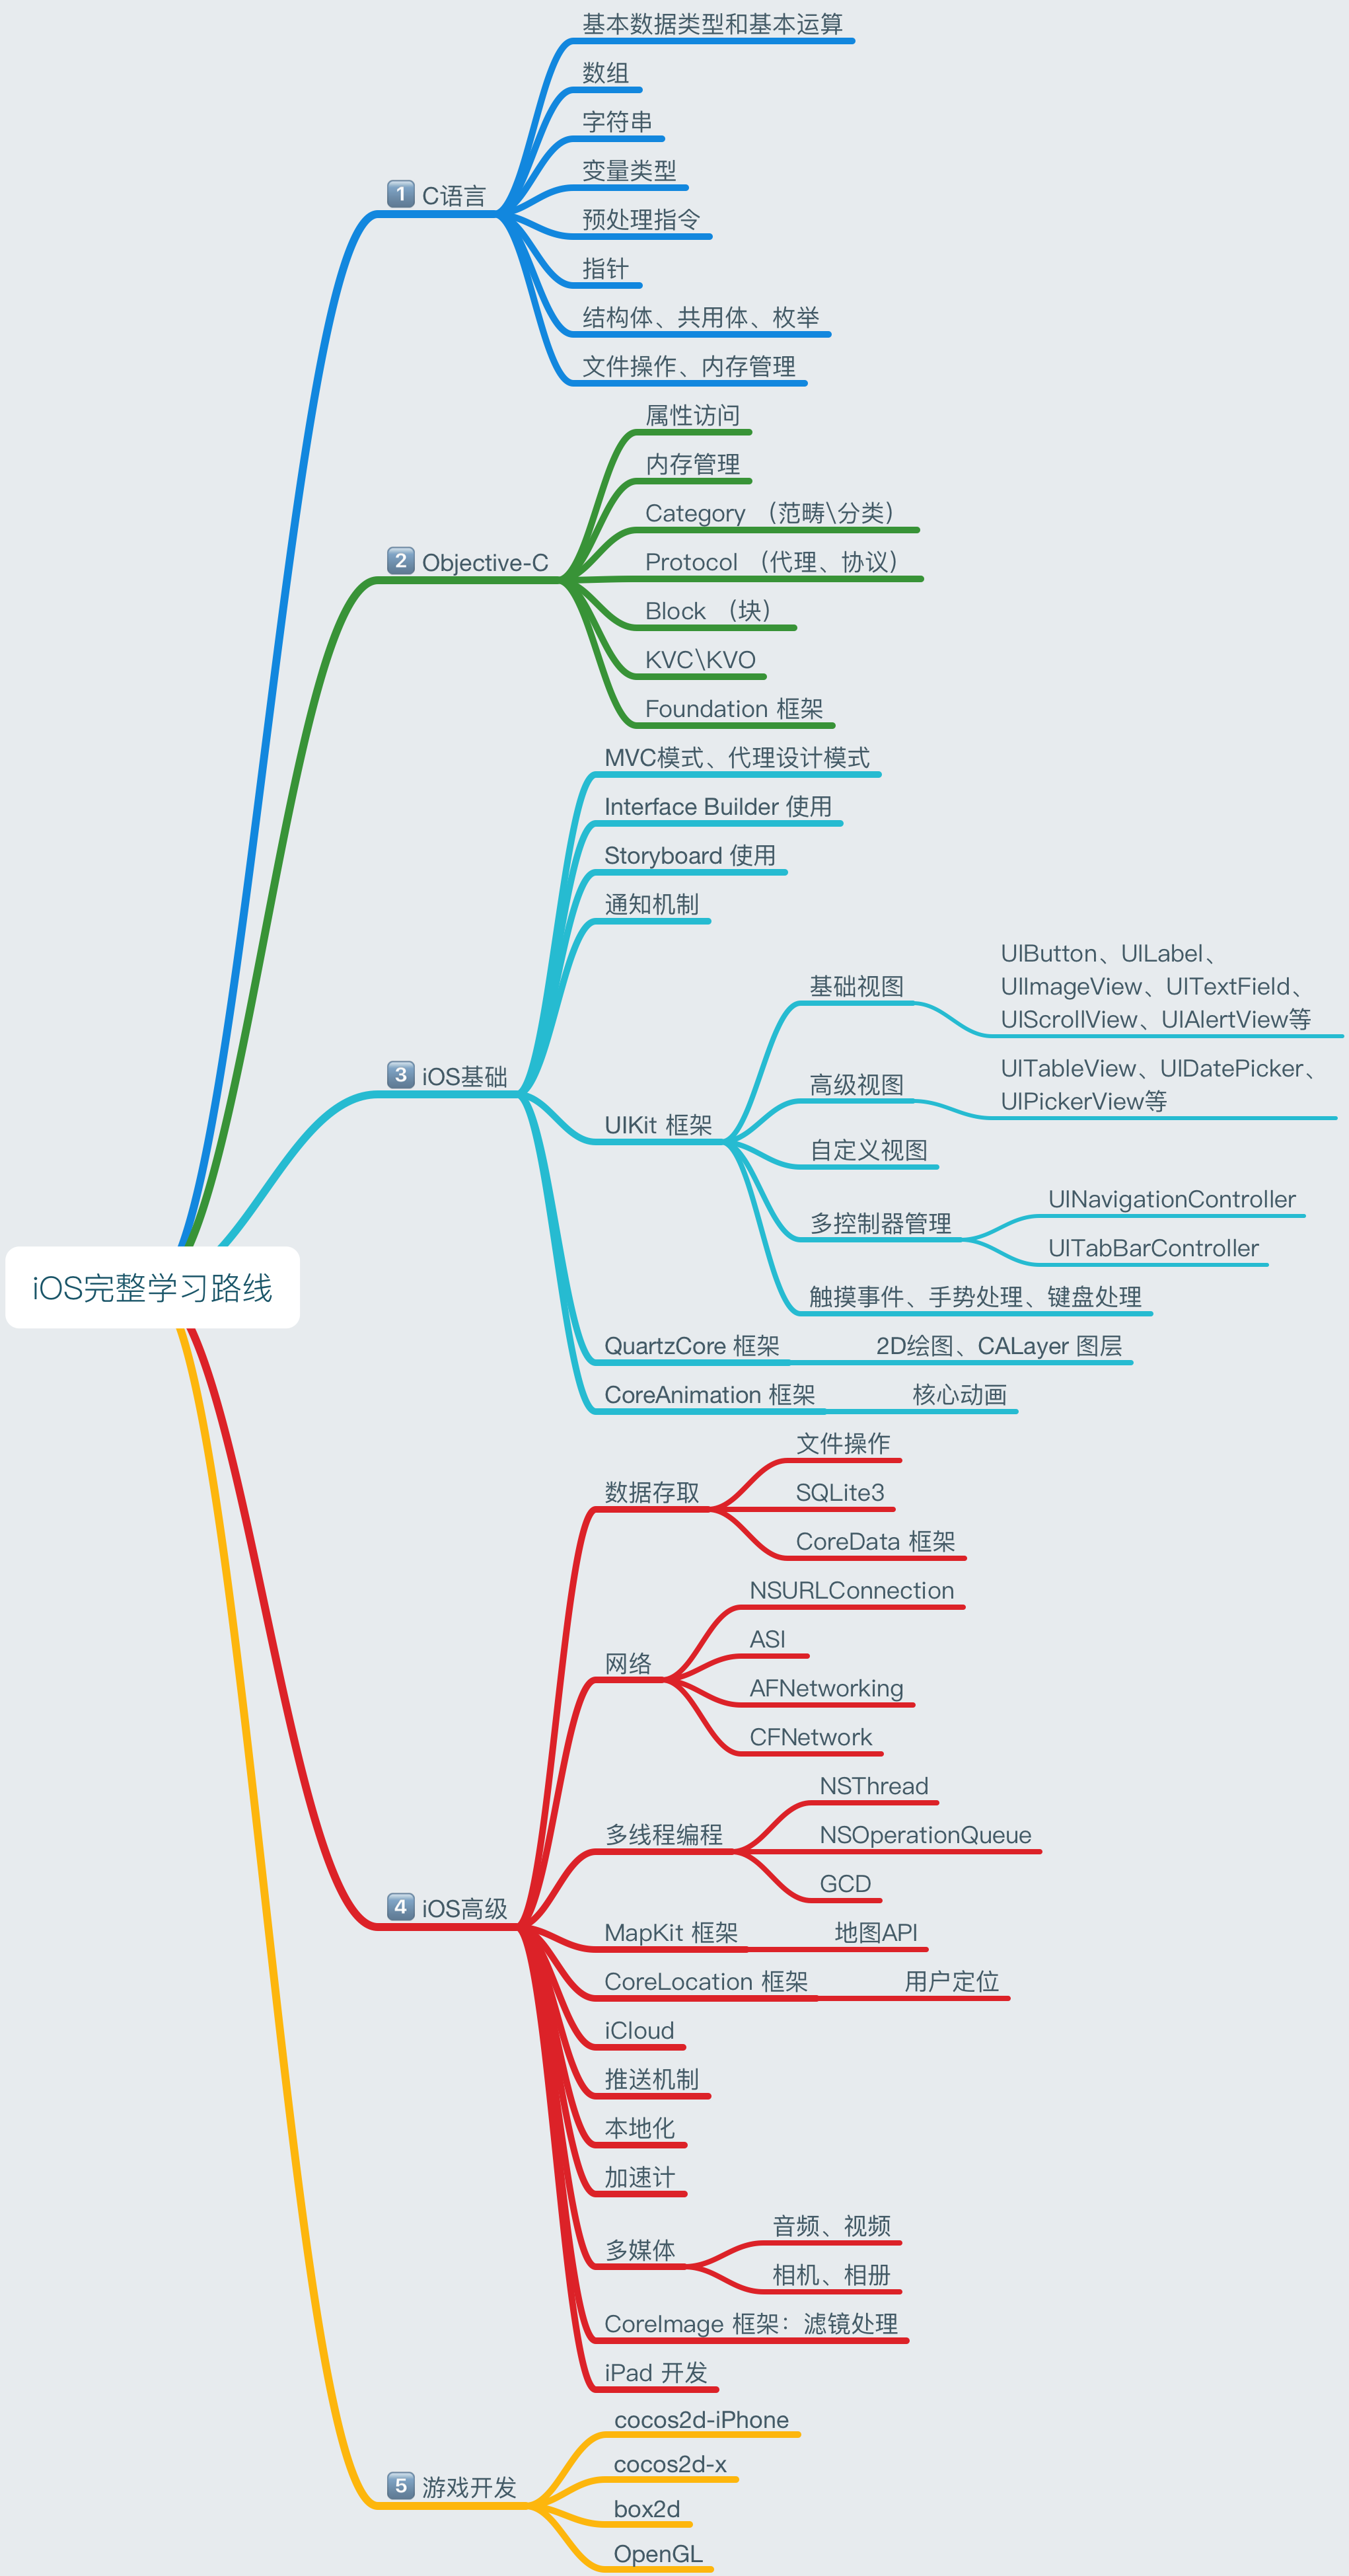 iOS完整学习路线
1 C语言
基本数据类型和基本运算
数组
字符串
变量类型
预处理指令
指针
结构体、共用体、枚举
文件操作、内存管理
2 Objective-C
属性访问
内存管理
Category （范畴\分类）
Protocol （代理、协议）
Block （块）
KVC\KVO
Foundation 框架
3 iOS基础
MVC模式、代理设计模式
Interface Builder 使用
Storyboard 使用
通知机制
UIKit 框架
基础视图
UIButton、UILabel、
UIImageView、UITextField、
UIScrollView、UIAlertView等
高级视图
UITableView、UIDatePicker、
UIPickerView等
自定义视图
多控制器管理
UINavigationController
UITabBarController
触摸事件、手势处理、键盘处理
QuartzCore 框架
2D绘图、CALayer 图层
CoreAnimation 框架
核心动画
4 iOS高级
数据存取
文件操作
SQLite3
CoreData 框架
网络
NSURLConnection
ASI
AFNetworking
CFNetwork
多线程编程
NSThread
NSOperationQueue
GCD
MapKit 框架
地图API
CoreLocation 框架
用户定位
iCloud
推送机制
本地化
加速计
多媒体
音频、视频
相机、相册
CoreImage 框架：滤镜处理
iPad 开发
5 游戏开发
cocos2d-iPhone
cocos2d-x
box2d
OpenGL